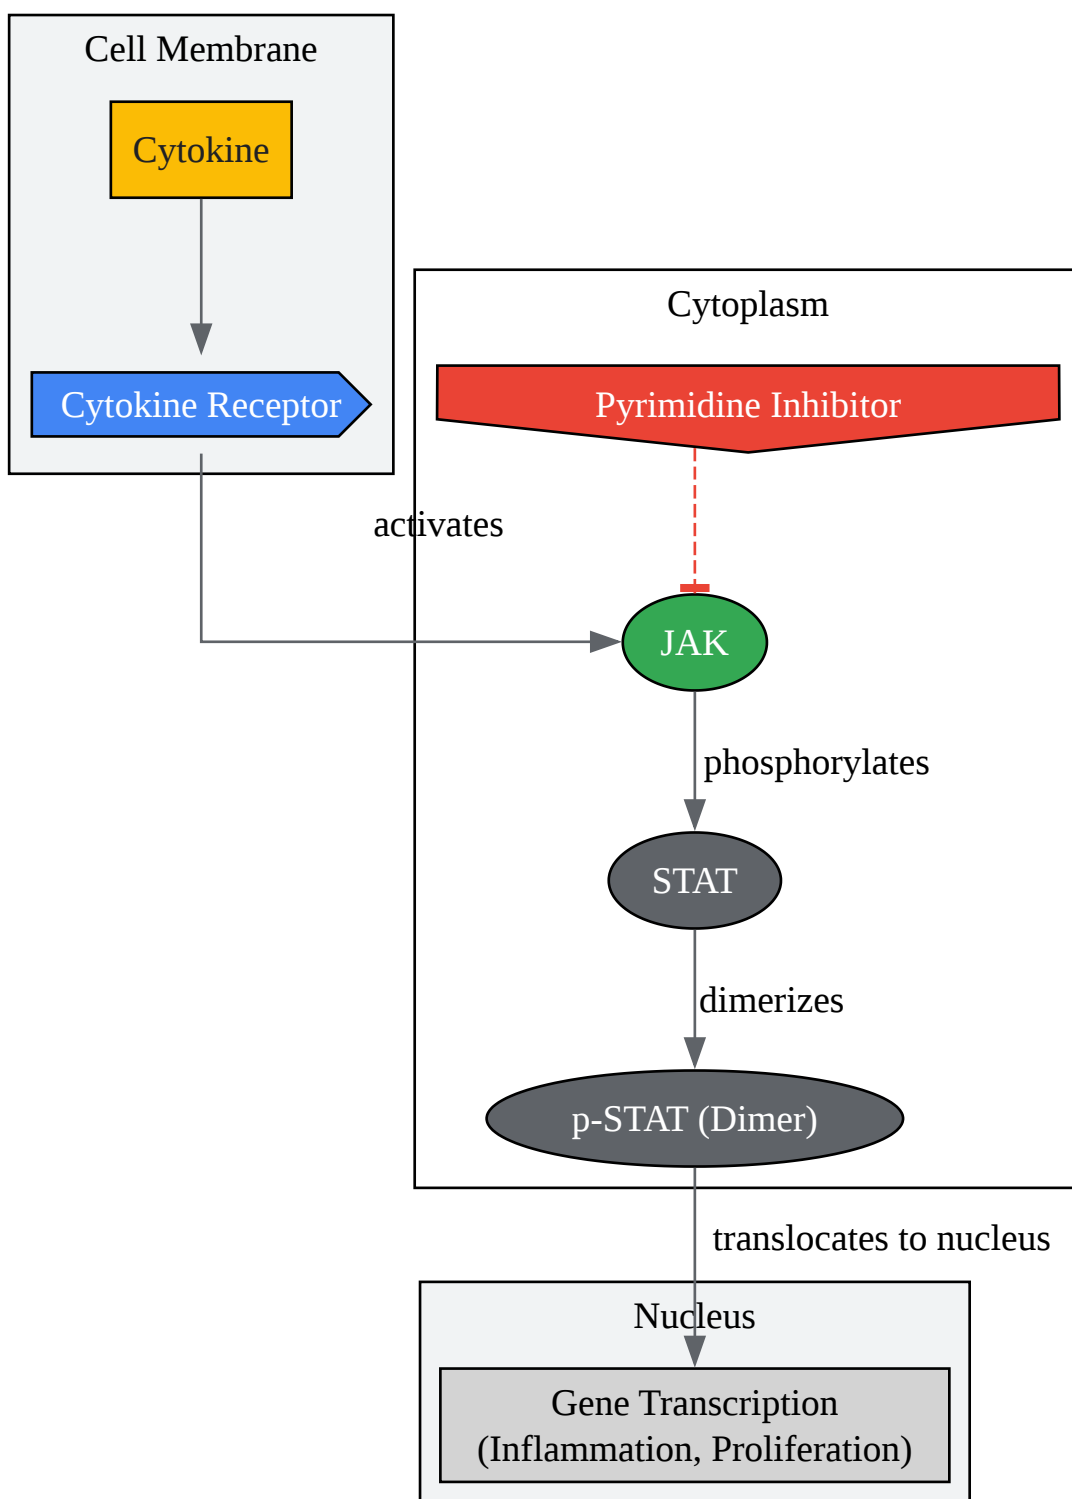 Cell Membrane
Cytokine
Cytokine Receptor
Cytoplasm
Pyrimidine Inhibitor
activates
JAK
phosphorylates
STAT
dimerizes
p-STAT (Dimer)
translocates to nucleus
Nucleus
Gene Transcription
(Inflammation, Proliferation)